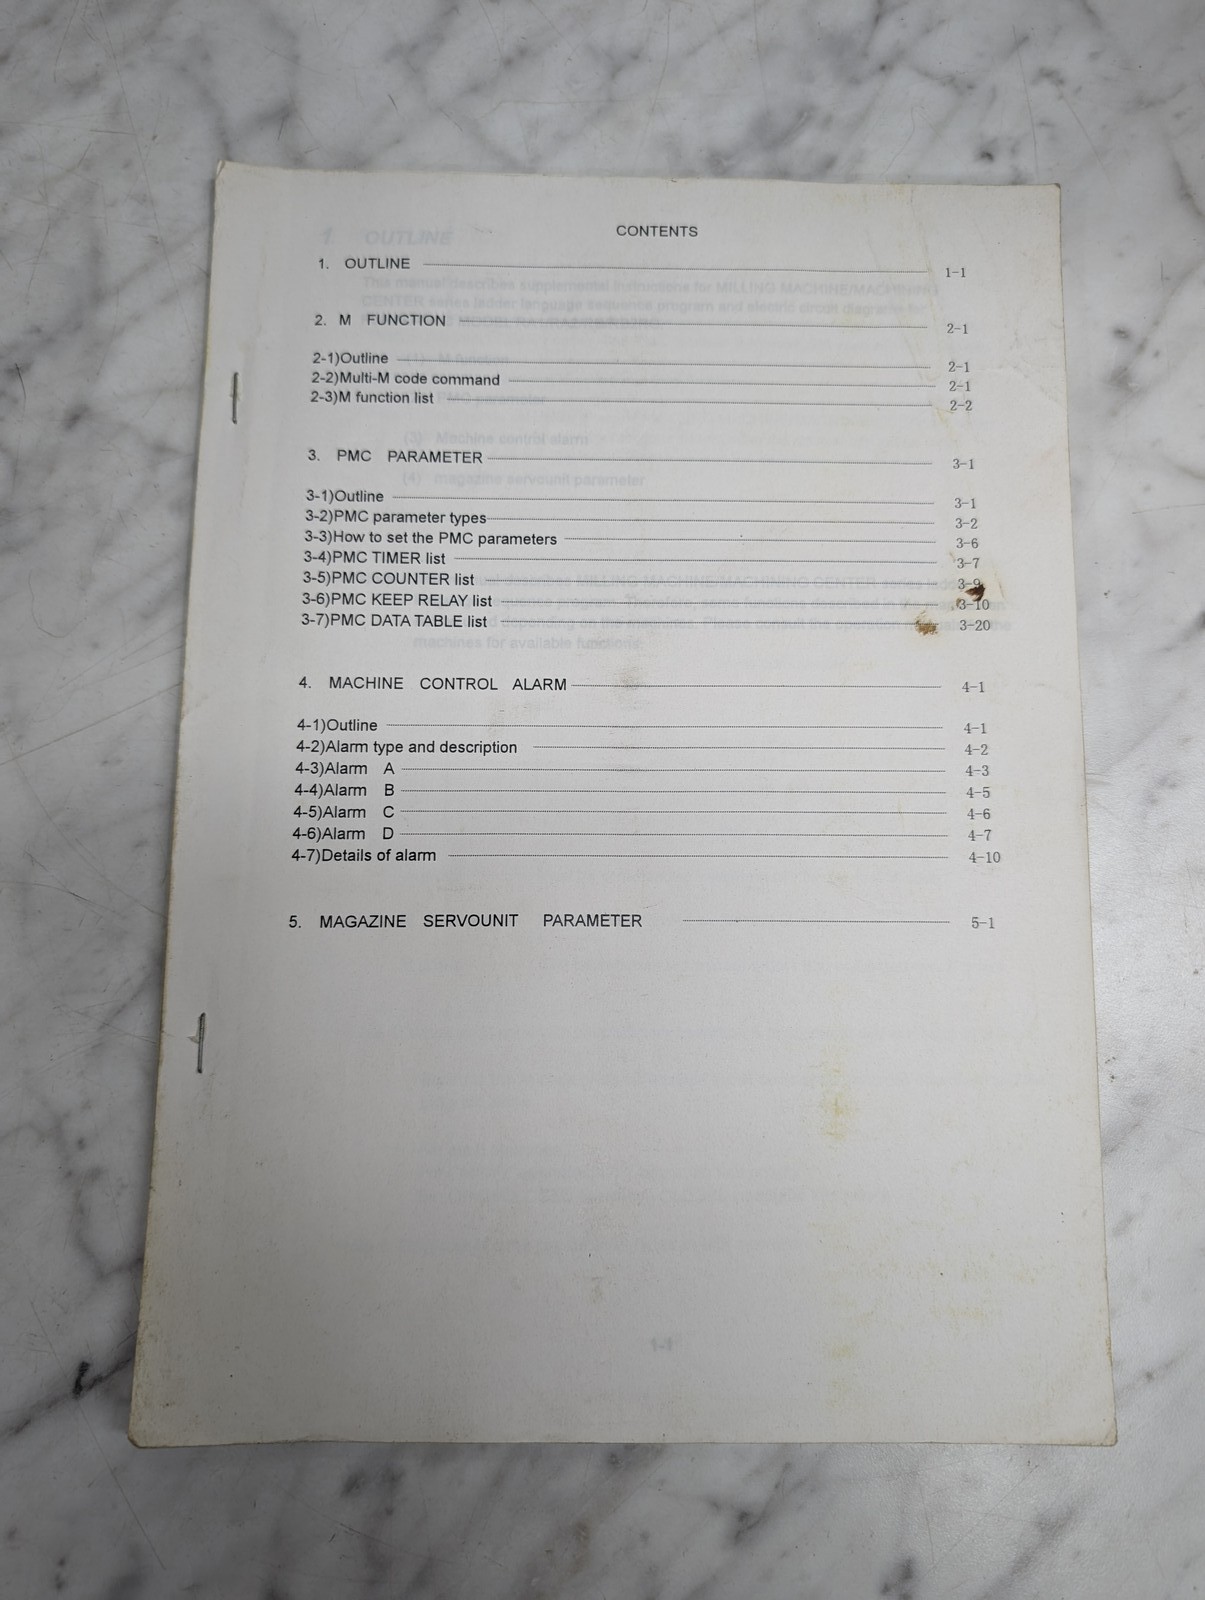 CONTENTS
1. OUTLINE 1-1
2. M FUNCTION 2-1
2-1)Outline 2-1
2-2)Multi-M code command 2-1
2-3)M function list 2-2
3. PMC PARAMETER 3-1
3-1)Outline 3-1
3-2)PMC parameter types 3-2
3-3)How to set the PMC parameters 3-6
3-4)PMC TIMER list 3-7
3-5)PMC COUNTER list 3-9
3-6)PMC KEEP RELAY list 3-10
3-7)PMC DATA TABLE list 3-20
4. MACHINE CONTROL ALARM 4-1
4-1)Outline 4-1
4-2)Alarm type and description 4-2
4-3)Alarm A 4-3
4-4)Alarm B 4-5
4-5)Alarm C 4-6
4-6)Alarm D 4-7
4-7)Details of alarm 4-10
5. MAGAZINE SERVOUNIT PARAMETER 5-1